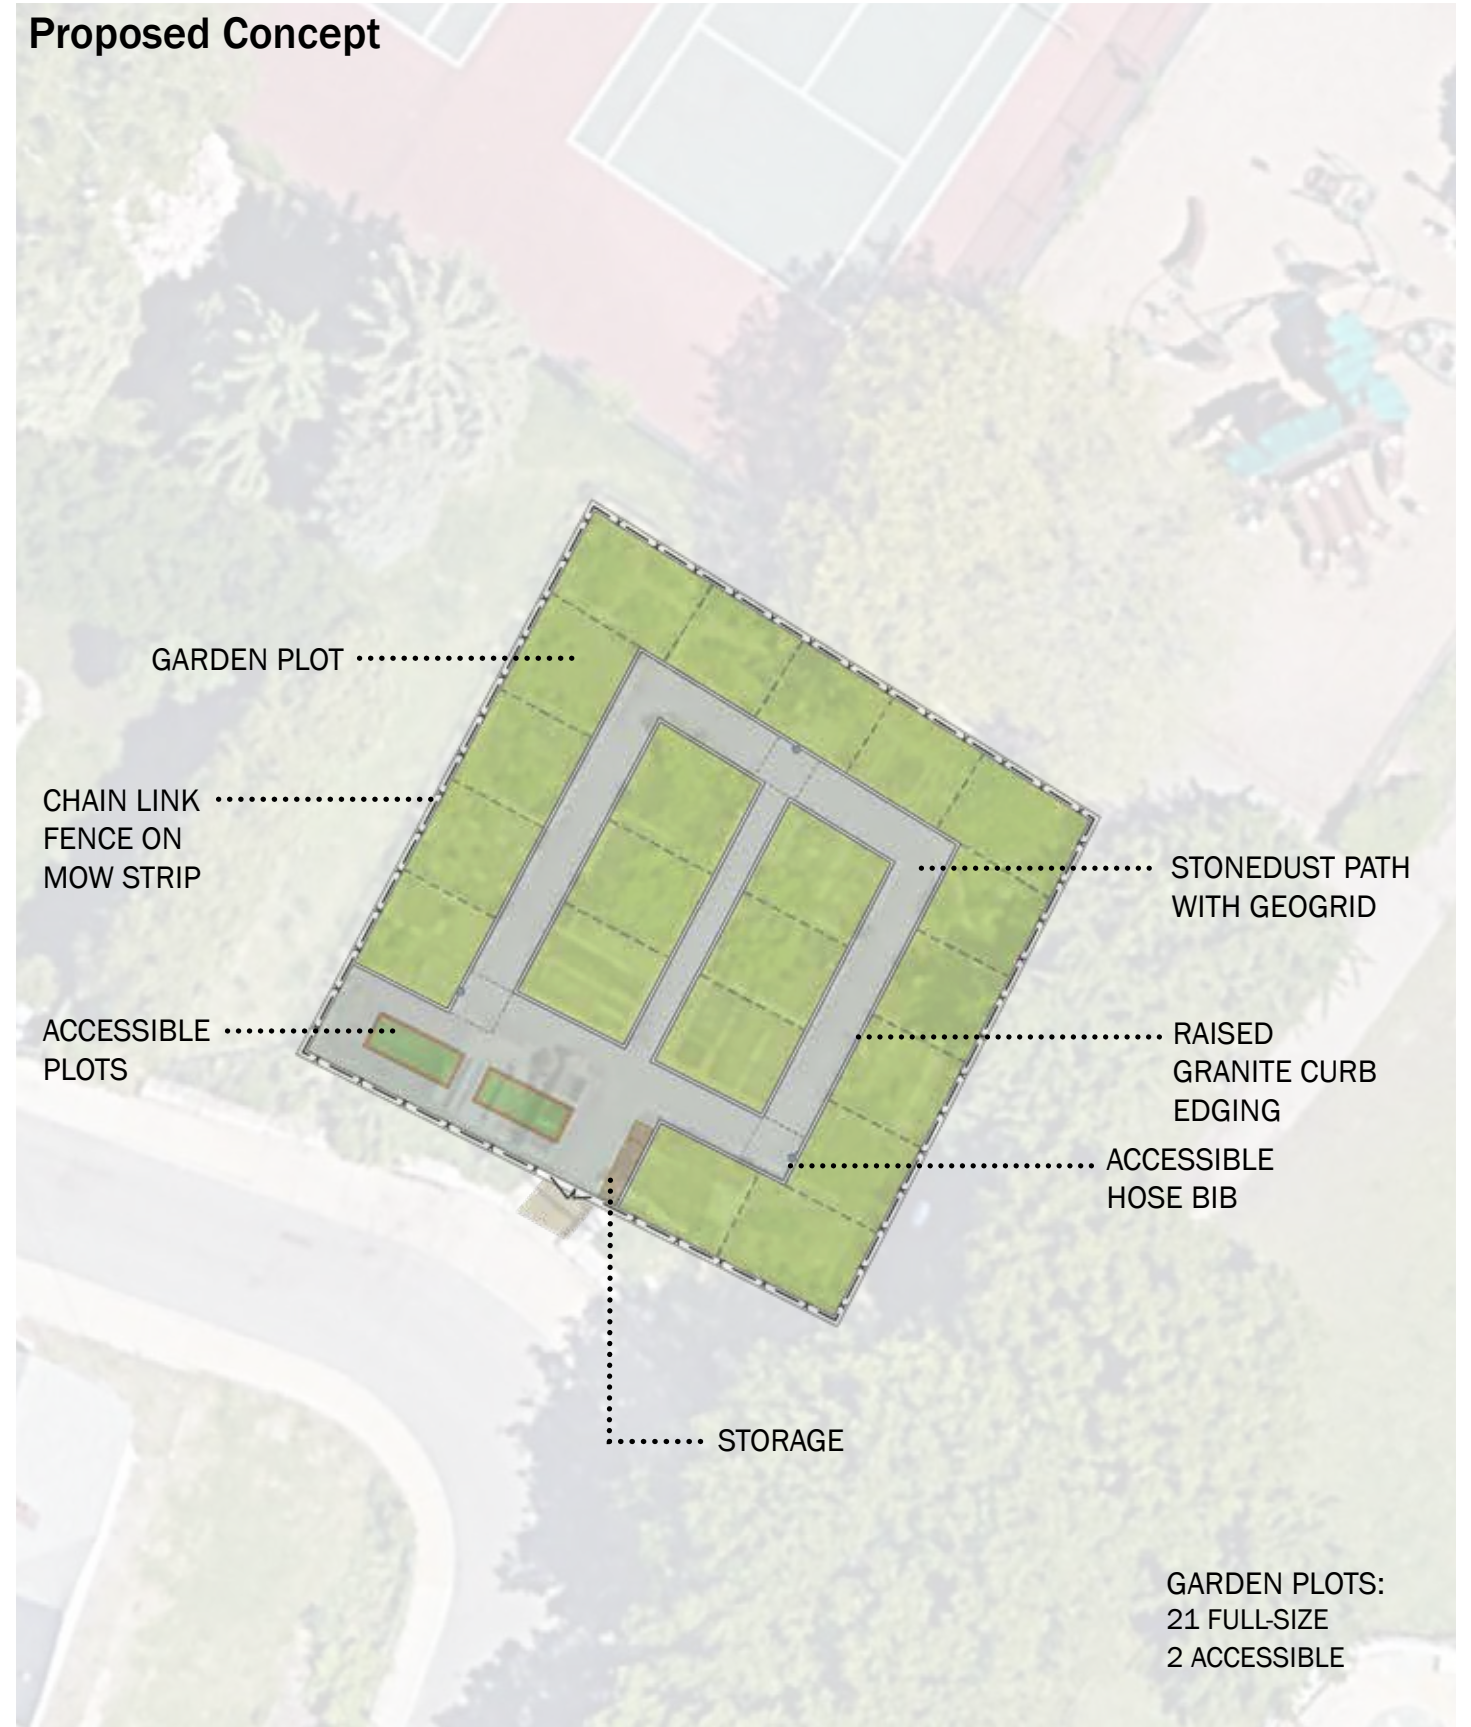 Proposed Concept
GARDEN PLOT
CHAIN LINK
FENCE ON
MOW STRIP
STONEDUST PATH
WITH GEOGRID
ACCESSIBLE
PLOTS
RAISED
GRANITE CURB
EDGING
ACCESSIBLE
HOSE BIB
STORAGE
GARDEN PLOTS:
21 FULL-SIZE
2 ACCESSIBLE